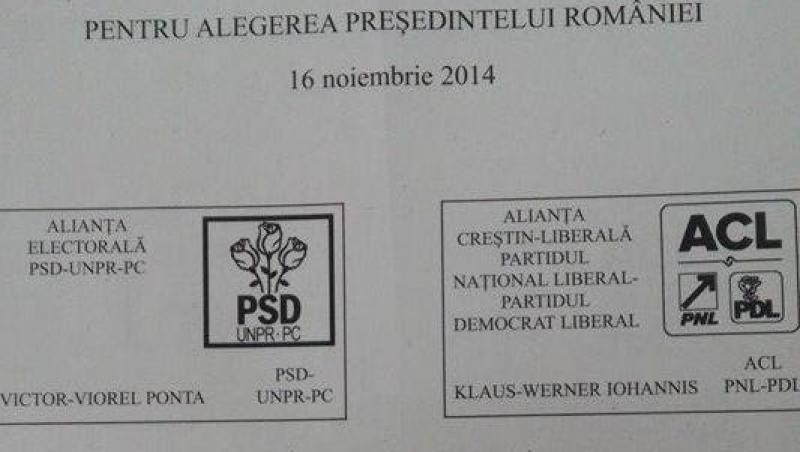 PENTRU ALEGEREA PREŞEDINTELUI ROMÂNIEI
16 noiembrie 2014
ALIANŢA
ELECTORALĂ
PSD-UNPR-PC
PSD
UNPR-PC
VICTOR-VIOREL PONTA
PSD-
UNPR-PC
ALIANŢA
CREŞTIN-LIBERALĂ
PARTIDUL
NAŢIONAL LIBERAL-
PARTIDUL
DEMOCRAT LIBERAL
ACL
PNL
PDL
KLAUS-WERNER IOHANNIS
ACL
PNL-PDL